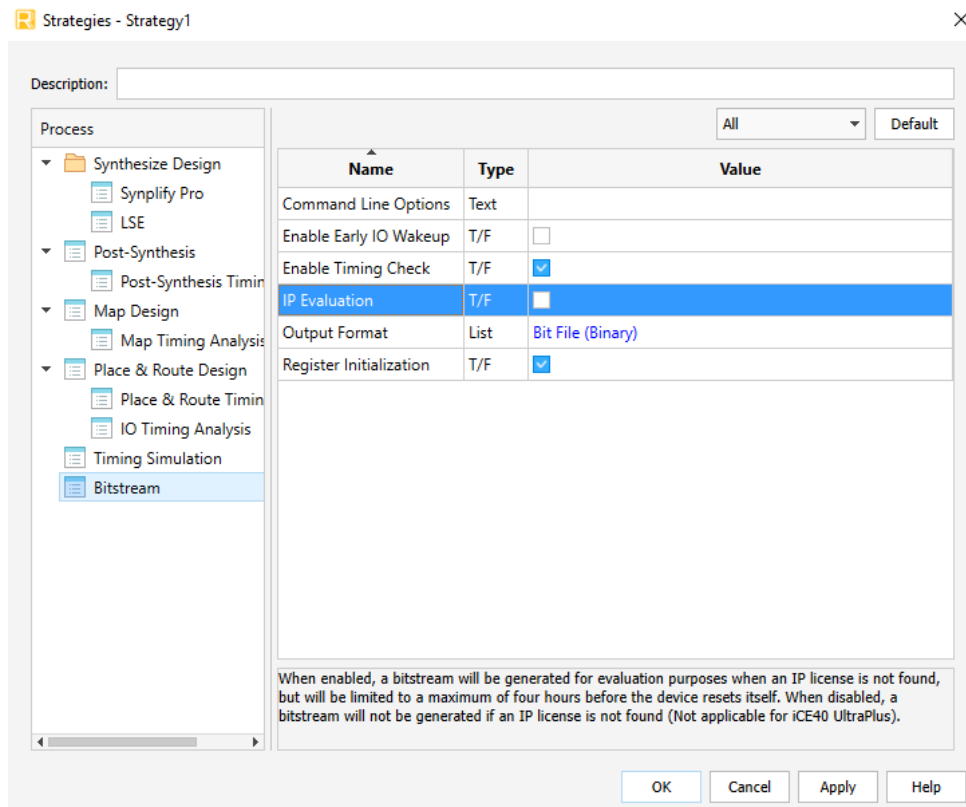 Strategies - Strategy1
Description:
Process
Synthesize Design
Synplify Pro
LSE
Post-Synthesis
Post-Synthesis Timin
Map Design
Map Timing Analysis
Place & Route Design
Place & Route Timin
IO Timing Analysis
Timing Simulation
Bitstream
All Default
Name Type Value
Command Line Options Text
Enable Early IO Wakeup T/F
Enable Timing Check T/F
IP Evaluation T/F
Output Format List Bit File (Binary)
Register Initialization T/F
When enabled, a bitstream will be generated for evaluation purposes when an IP license is not found,
but will be limited to a maximum of four hours before the device resets itself. When disabled, a
bitstream will not be generated if an IP license is not found (Not applicable for iCE40 UltraPlus).
OK Cancel Apply Help